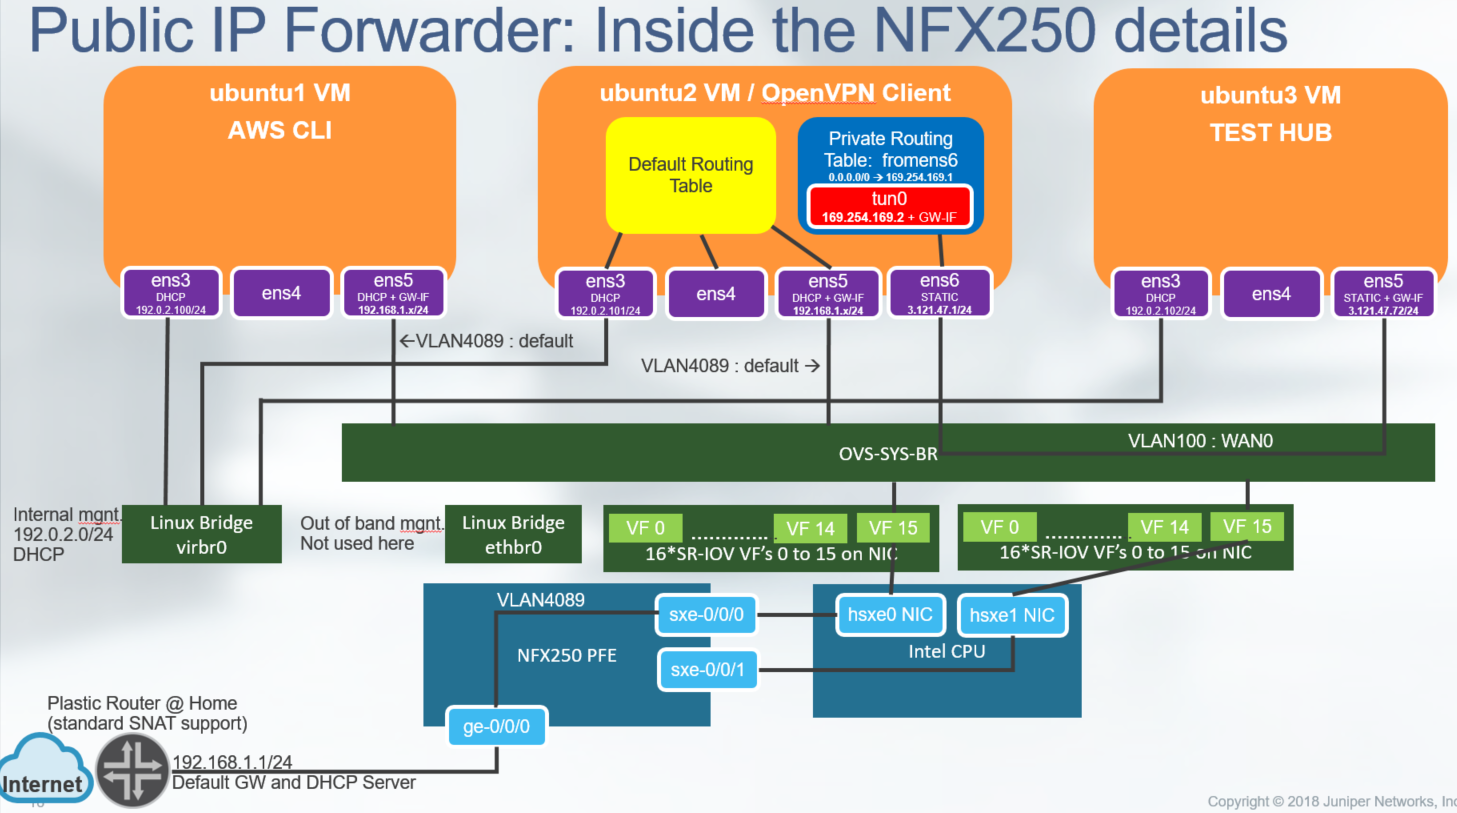 Public IP Forwarder: Inside the NFX250 details
ubuntu1 VM
AWS CLI
ens3
DHCP
192.0.2.100/24
ens4
ens5
DHCP + GW-IF
192.168.1.x/24
ubuntu2 VM / OpenVPN Client
Default Routing
Table
Private Routing
Table: fromens6
0.0.0.0/0 → 169.254.169.1
tun0
169.254.169.2 + GW-IF
ens3
DHCP
192.0.2.101/24
ens4
ens5
DHCP + GW-IF
192.168.1.x/24
ens6
STATIC
3.121.47.1/24
ubuntu3 VM
TEST HUB
ens3
DHCP
192.0.2.102/24
ens4
ens5
STATIC + GW-IF
3.121.47.72/24
←VLAN4089 : default
VLAN4089 : default →
OVS-SYS-BR
VLAN100 : WAN0
Internal mgnt.
192.0.2.0/24
DHCP
Linux Bridge
virbr0
Out of band mgnt.
Not used here
Linux Bridge
ethbr0
VF 0
.............
VF 14
VF 15
16*SR-IOV VF's 0 to 15 on NIC
VF 0
.............
VF 14
VF 15
16*SR-IOV VF's 0 to 15 on NIC
VLAN4089
NFX250 PFE
sxe-0/0/0
sxe-0/0/1
ge-0/0/0
hsxe0 NIC
hsxe1 NIC
Intel CPU
Plastic Router @ Home
(standard SNAT support)
Internet
192.168.1.1/24
Default GW and DHCP Server
Copyright © 2018 Juniper Networks, Inc